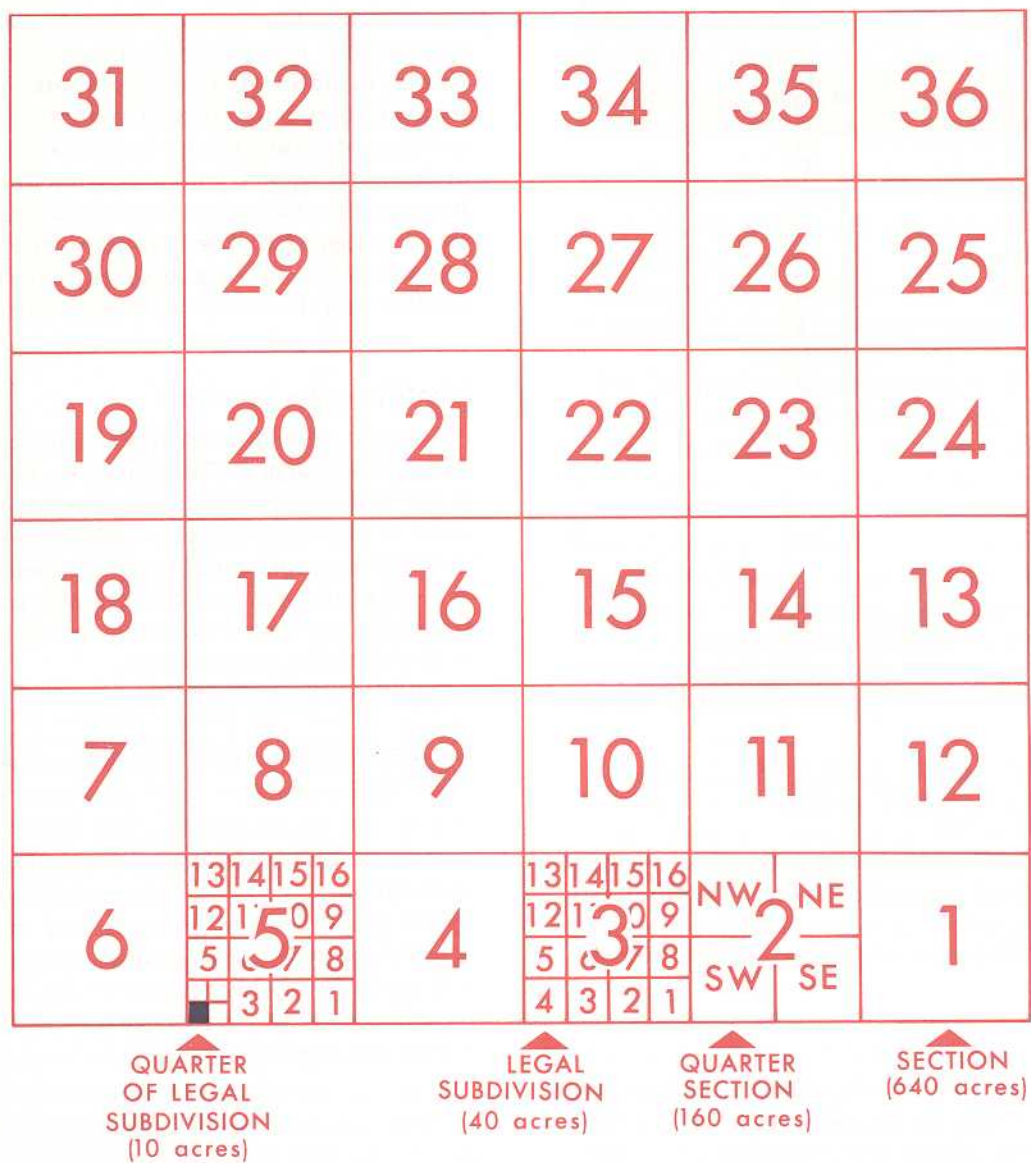 31 32 33 34 35 36
30 29 28 27 26 25
19 20 21 22 23 24
18 17 16 15 14 13
7 8 9 10 11 12
6
13 14 15 16
12 9
5
5 8
3 2 1
4
13 14 15 16
12 9
3
5 8
4 3 2 1
NW NE
2
SW SE
1
QUARTER
OF LEGAL
SUBDIVISION
(10 acres)
LEGAL
SUBDIVISION
(40 acres)
QUARTER
SECTION
(160 acres)
SECTION
(640 acres)